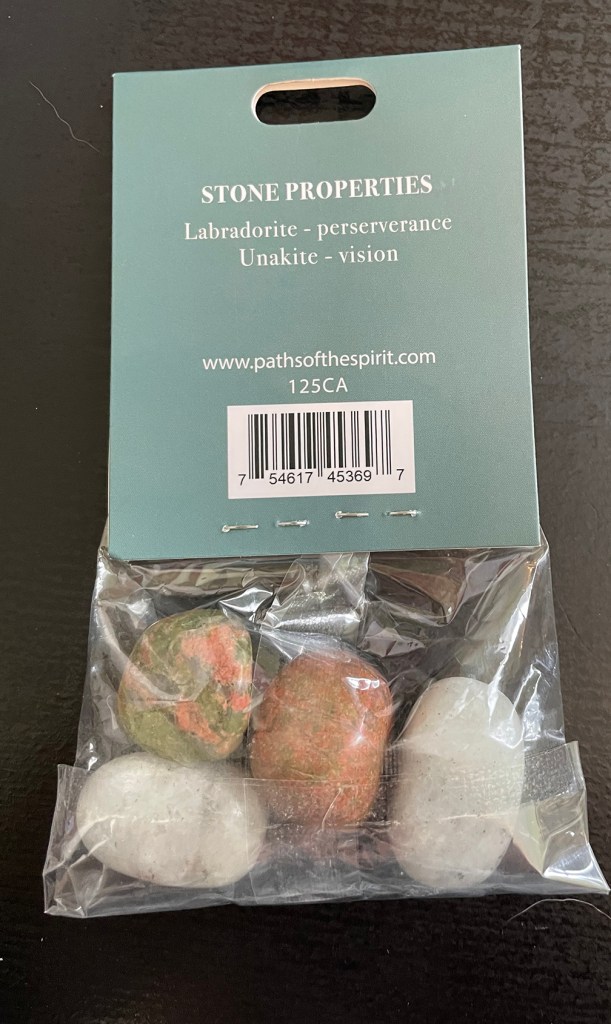 STONE PROPERTIES
Labradorite - perserverance
Unakite - vision
www.pathsofthespirit.com
125CA
7 54617 45369 7